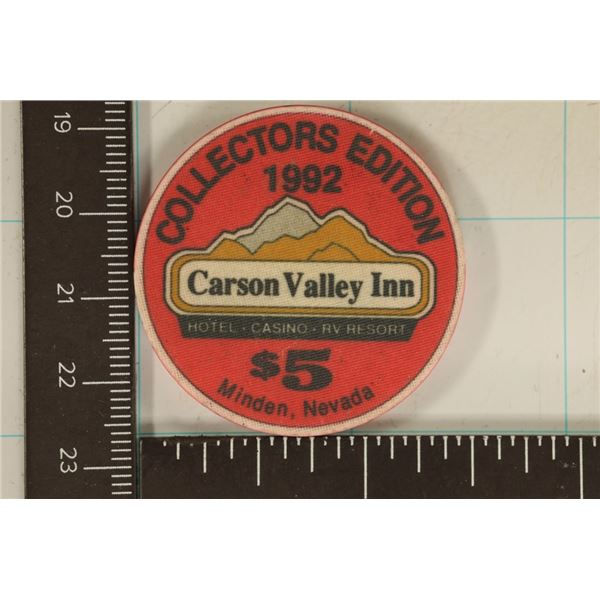 COLLECTORS EDITION
1992
Carson Valley Inn
HOTEL · CASINO · RV RESORT
$5
Minden, Nevada
19
20
21
22
23